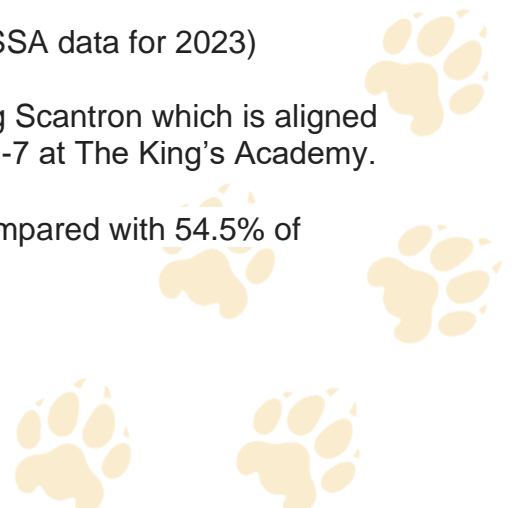 SSA data for 2023)
g Scantron which is aligned
-7 at The King's Academy.
mpared with 54.5% of